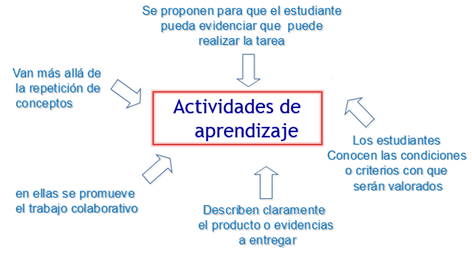 Se proponen para que el estudiante
pueda evidenciar que puede
realizar la tarea
Van más allá de
la repetición de
conceptos
Actividades de
aprendizaje
Los estudiantes
Conocen las condiciones
o criterios con que
serán valorados
en ellas se promueve
el trabajo colaborativo
Describen claramente
el producto o evidencias
a entregar